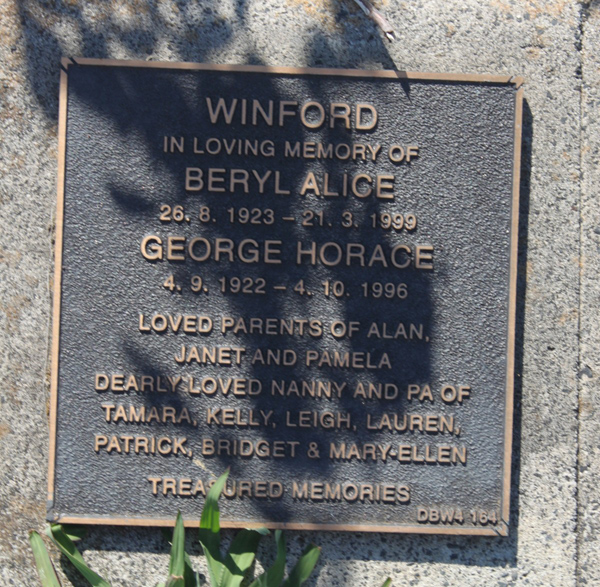 WINFORD
IN LOVING MEMORY OF
BERYL ALICE
26. 8. 1923 – 21. 3. 1999
GEORGE HORACE
4. 9. 1922 – 4. 10. 1996
LOVED PARENTS OF ALAN,
JANET AND PAMELA
DEARLY LOVED NANNY AND PA OF
TAMARA, KELLY, LEIGH, LAUREN,
PATRICK, BRIDGET & MARY-ELLEN
TREASURED MEMORIES
DBW4 164